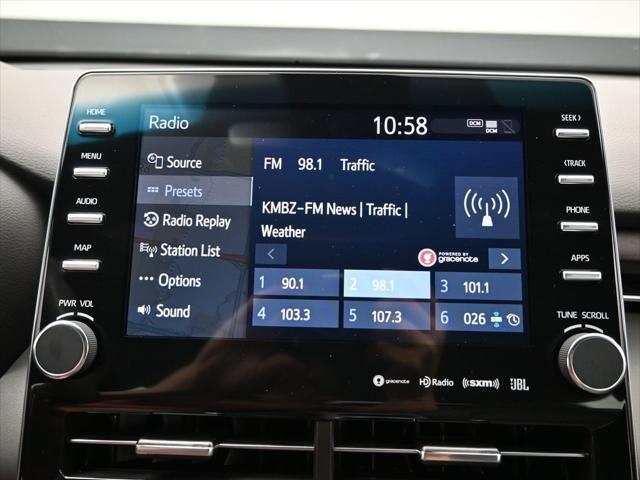 HOME
MENU
AUDIO
MAP
PWR VOL
Radio
10:58
DCM
DCM
Source
Presets
Radio Replay
Station List
Options
Sound
FM 98.1 Traffic
KMBZ-FM News | Traffic |
Weather
POWERED BY
gracenote
1 90.1
2 98.1
3 101.1
4 103.3
5 107.3
6 026
SEEK >
<TRACK
PHONE
APPS
TUNE SCROLL
gracenote
HD Radio
((SXM))
JBL